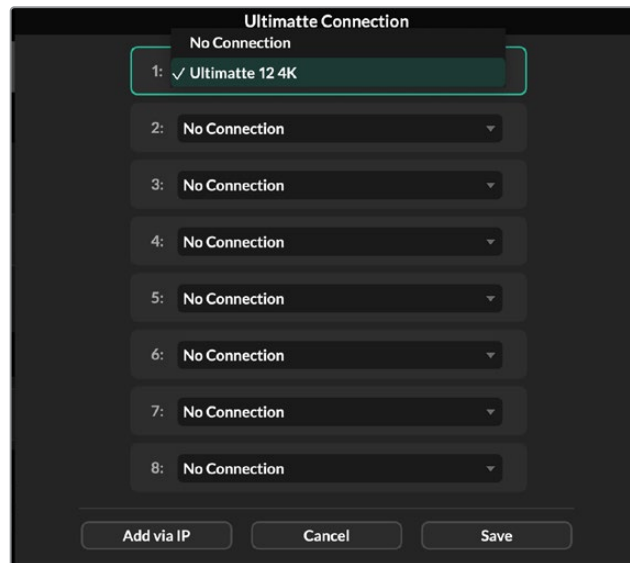 Ultimatte Connection
No Connection
1: ✓ Ultimatte 12 4K
2: No Connection
3: No Connection
4: No Connection
5: No Connection
6: No Connection
7: No Connection
8: No Connection
Add via IP Cancel Save